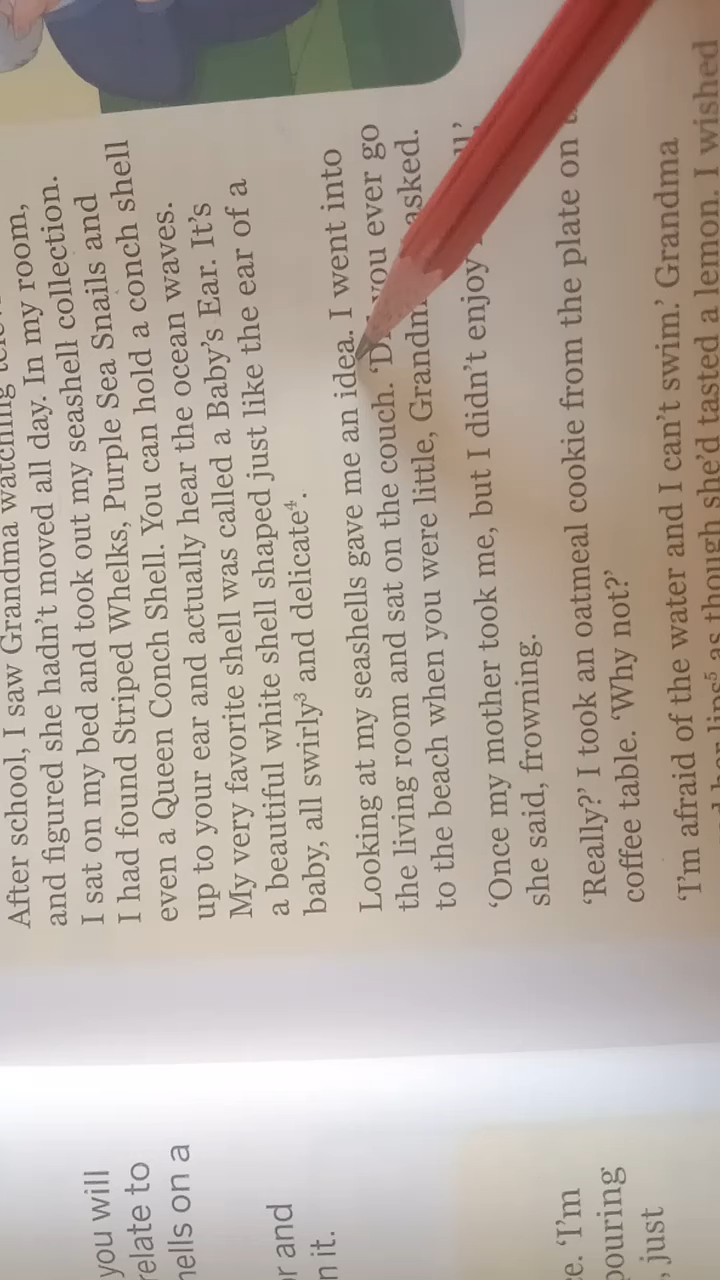 After school, I saw Grandma watching
and figured she hadn't moved all day. In my room,
I sat on my bed and took out my seashell collection.
I had found Striped Whelks, Purple Sea Snails and
even a Queen Conch Shell. You can hold a conch shell
up to your ear and actually hear the ocean waves.
My very favorite shell was called a Baby's Ear. It's
a beautiful white shell shaped just like the ear of a
baby, all swirly³ and delicate⁴.
Looking at my seashells gave me an idea. I went into
the living room and sat on the couch. you ever go
to the beach when you were little, asked.
'Once my mother took me, but I didn't enjoy
she said, frowning.
'Really?' I took an oatmeal cookie from the plate on
coffee table. 'Why not?'
'I'm afraid of the water and I can't swim.' Grandma
lips⁵ as though she'd tasted a lemon. I wished
you will
relate to
on a
and
it.
'I'm
pouring
just